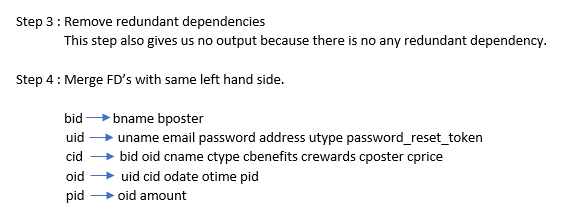 Step 3 : Remove redundant dependencies
This step also gives us no output because there is no any redundant dependency.
Step 4 : Merge FD's with same left hand side.
bid → bname bposter
uid → uname email password address utype password_reset_token
cid → bid oid cname ctype cbenefits crewards cposter cprice
oid → uid cid odate otime pid
pid → oid amount